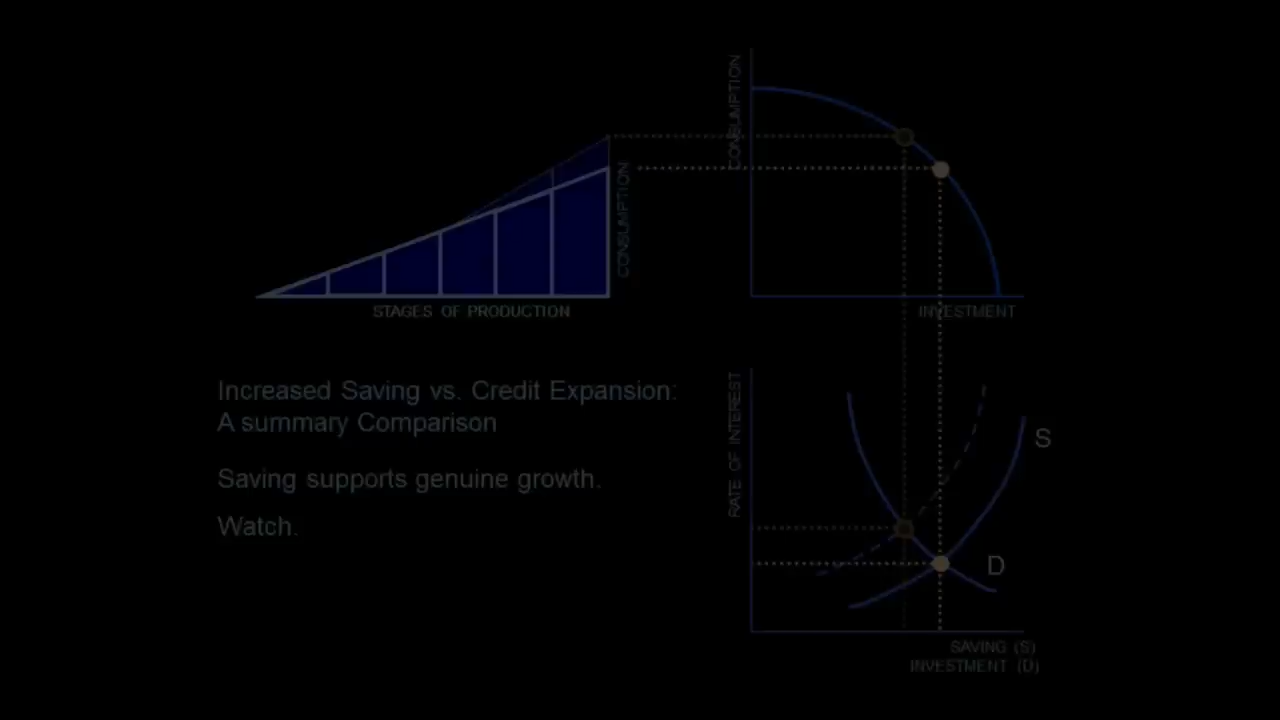 CONSUMPTION
CONSUMPTION
STAGES OF PRODUCTION
INVESTMENT
Increased Saving vs. Credit Expansion:
A summary Comparison
Saving supports genuine growth.
Watch.
RATE OF INTEREST
S
D
SAVING (S)
INVESTMENT (D)